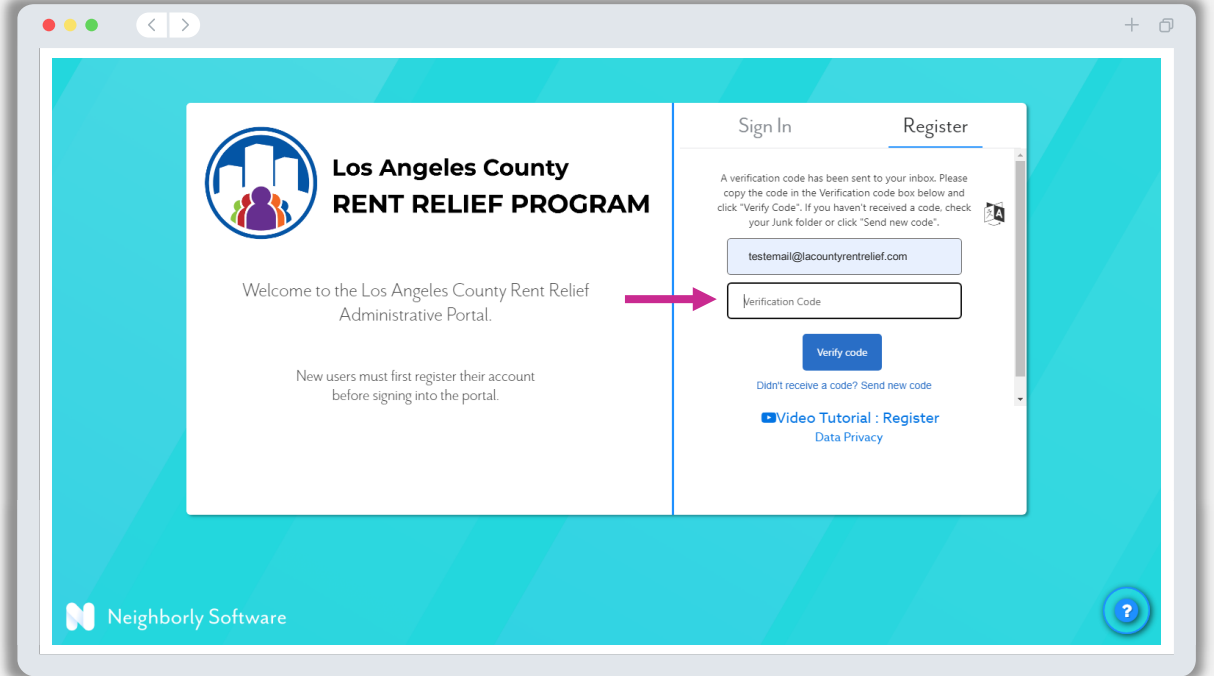 Los Angeles County
RENT RELIEF PROGRAM
Welcome to the Los Angeles County Rent Relief
Administrative Portal.
New users must first register their account
before signing into the portal.
Sign In
Register
A verification code has been sent to your inbox. Please
copy the code in the Verification code box below and
click "Verify Code". If you haven't received a code, check
your Junk folder or click "Send new code".
testemail@lacountyrentrelief.com
Verification Code
Verify code
Didn't receive a code? Send new code
Video Tutorial : Register
Data Privacy
N Neighborly Software
?